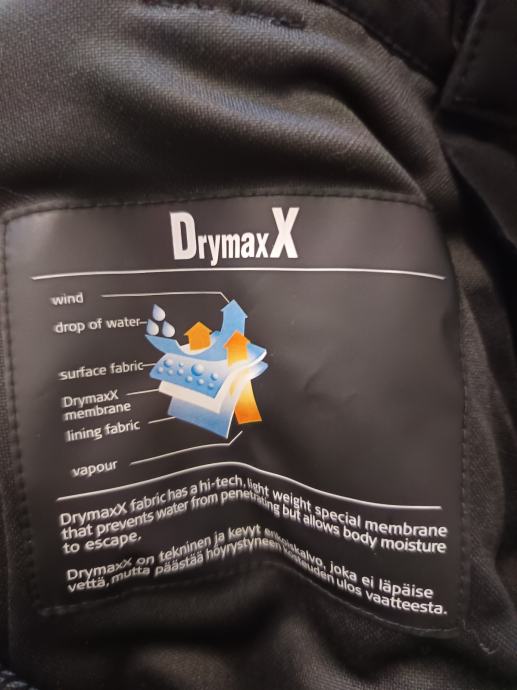 DrymaxX
wind
drop of water
surface fabric
DrymaxX
membrane
lining fabric
vapour
DrymaxX fabric has a hi-tech, light weight special membrane
that prevents water from penetrating but allows body moisture
to escape.
DrymaxX on tekninen ja kevyt erikoiskalvo, joka ei läpäise
vettä, mutta päästää höyrystyneen kosteuden ulos vaatteesta.